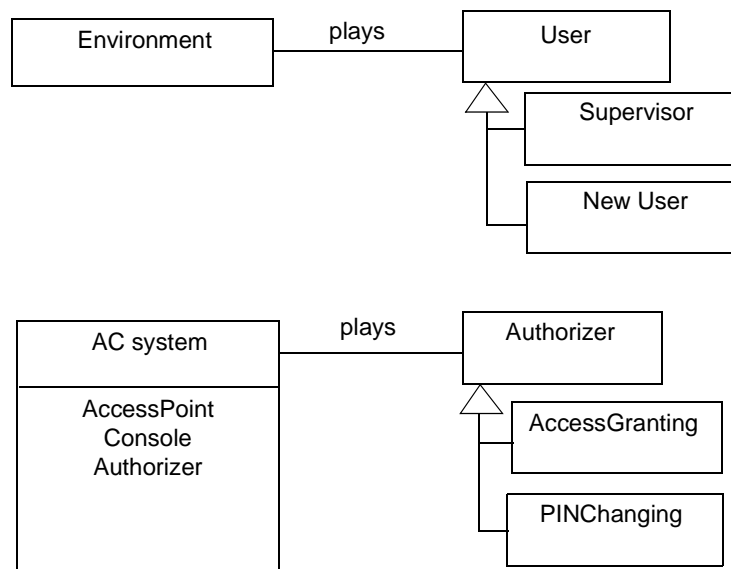 Environment
plays
User
Supervisor
New User
AC system
plays
Authorizer
AccessPoint
Console
Authorizer
AccessGranting
PINChanging